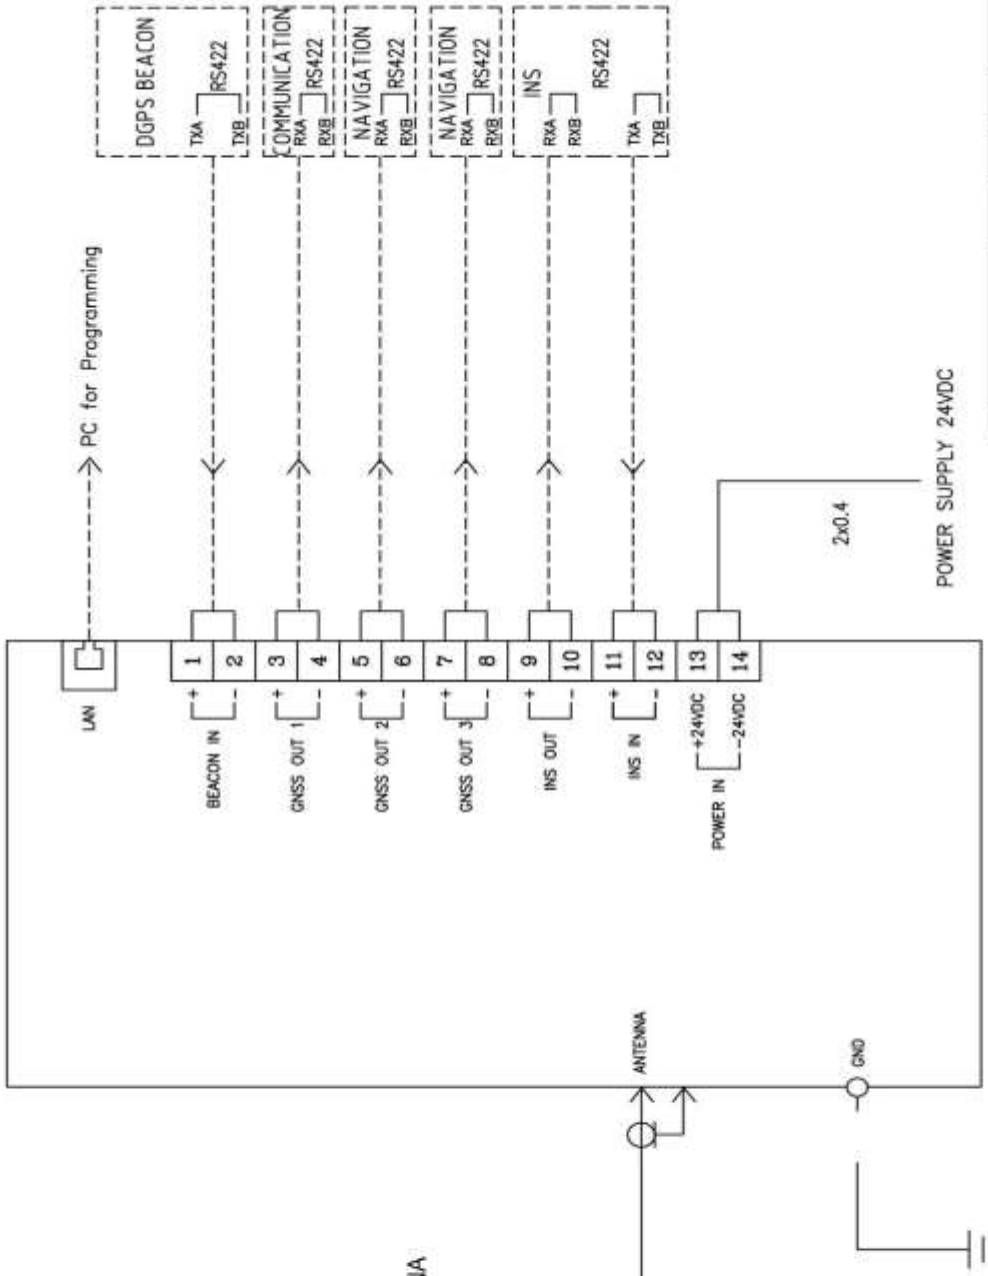 DGPS BEACON
TXA
RS422
TXB
COMMUNICATION
RXA
RS422
RXB
NAVIGATION
RXA
RS422
RXB
NAVIGATION
RXA
RS422
RXB
INS
RXA
RXB
RS422
TXA
TXB
PC for Programming
POWER SUPPLY 24VDC
2x0.4
LAN
1
2
3
4
5
6
7
8
9
10
11
12
13
14
+
BEACON IN
-
+
GNSS OUT 1
-
+
GNSS OUT 2
-
+
GNSS OUT 3
-
+
INS OUT
-
+
INS IN
-
+24VDC
POWER IN
-24VDC
ANTENNA
GND
NA